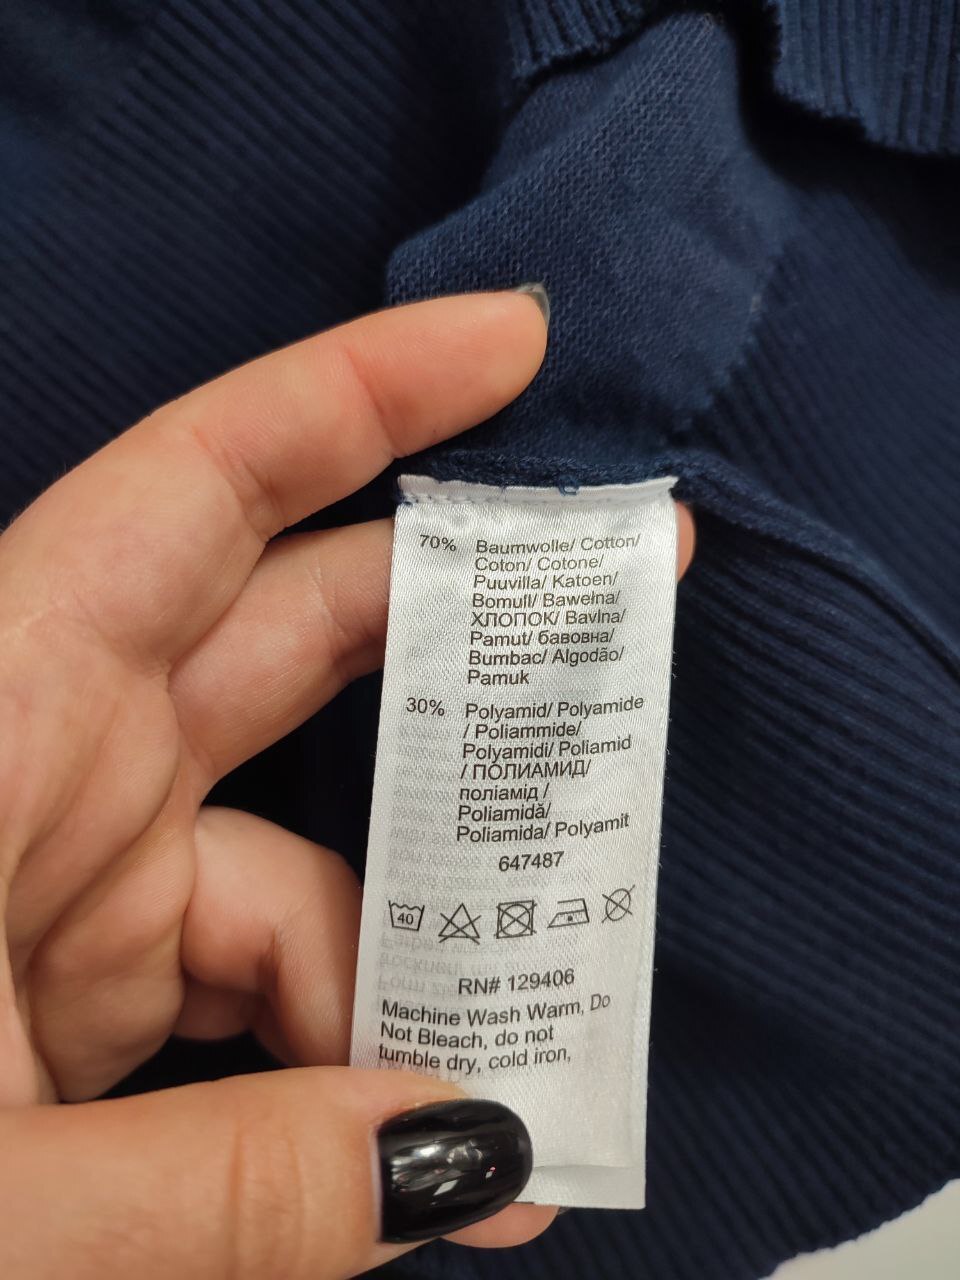 70% Baumwolle/ Cotton/
Coton/ Cotone/
Puuvilla/ Katoen/
Bomull/ Bawełna/
ХЛОПОК/ Bavlna/
Pamut/ бавовна/
Bumbac/ Algodão/
Pamuk
30% Polyamid/ Polyamide
/ Poliammide/
Polyamidi/ Poliamid
/ ПОЛИАМИД/
поліамід /
Poliamidă/
Poliamida/ Polyamit
647487
40
RN# 129406
Machine Wash Warm, Do
Not Bleach, do not
tumble dry, cold iron,